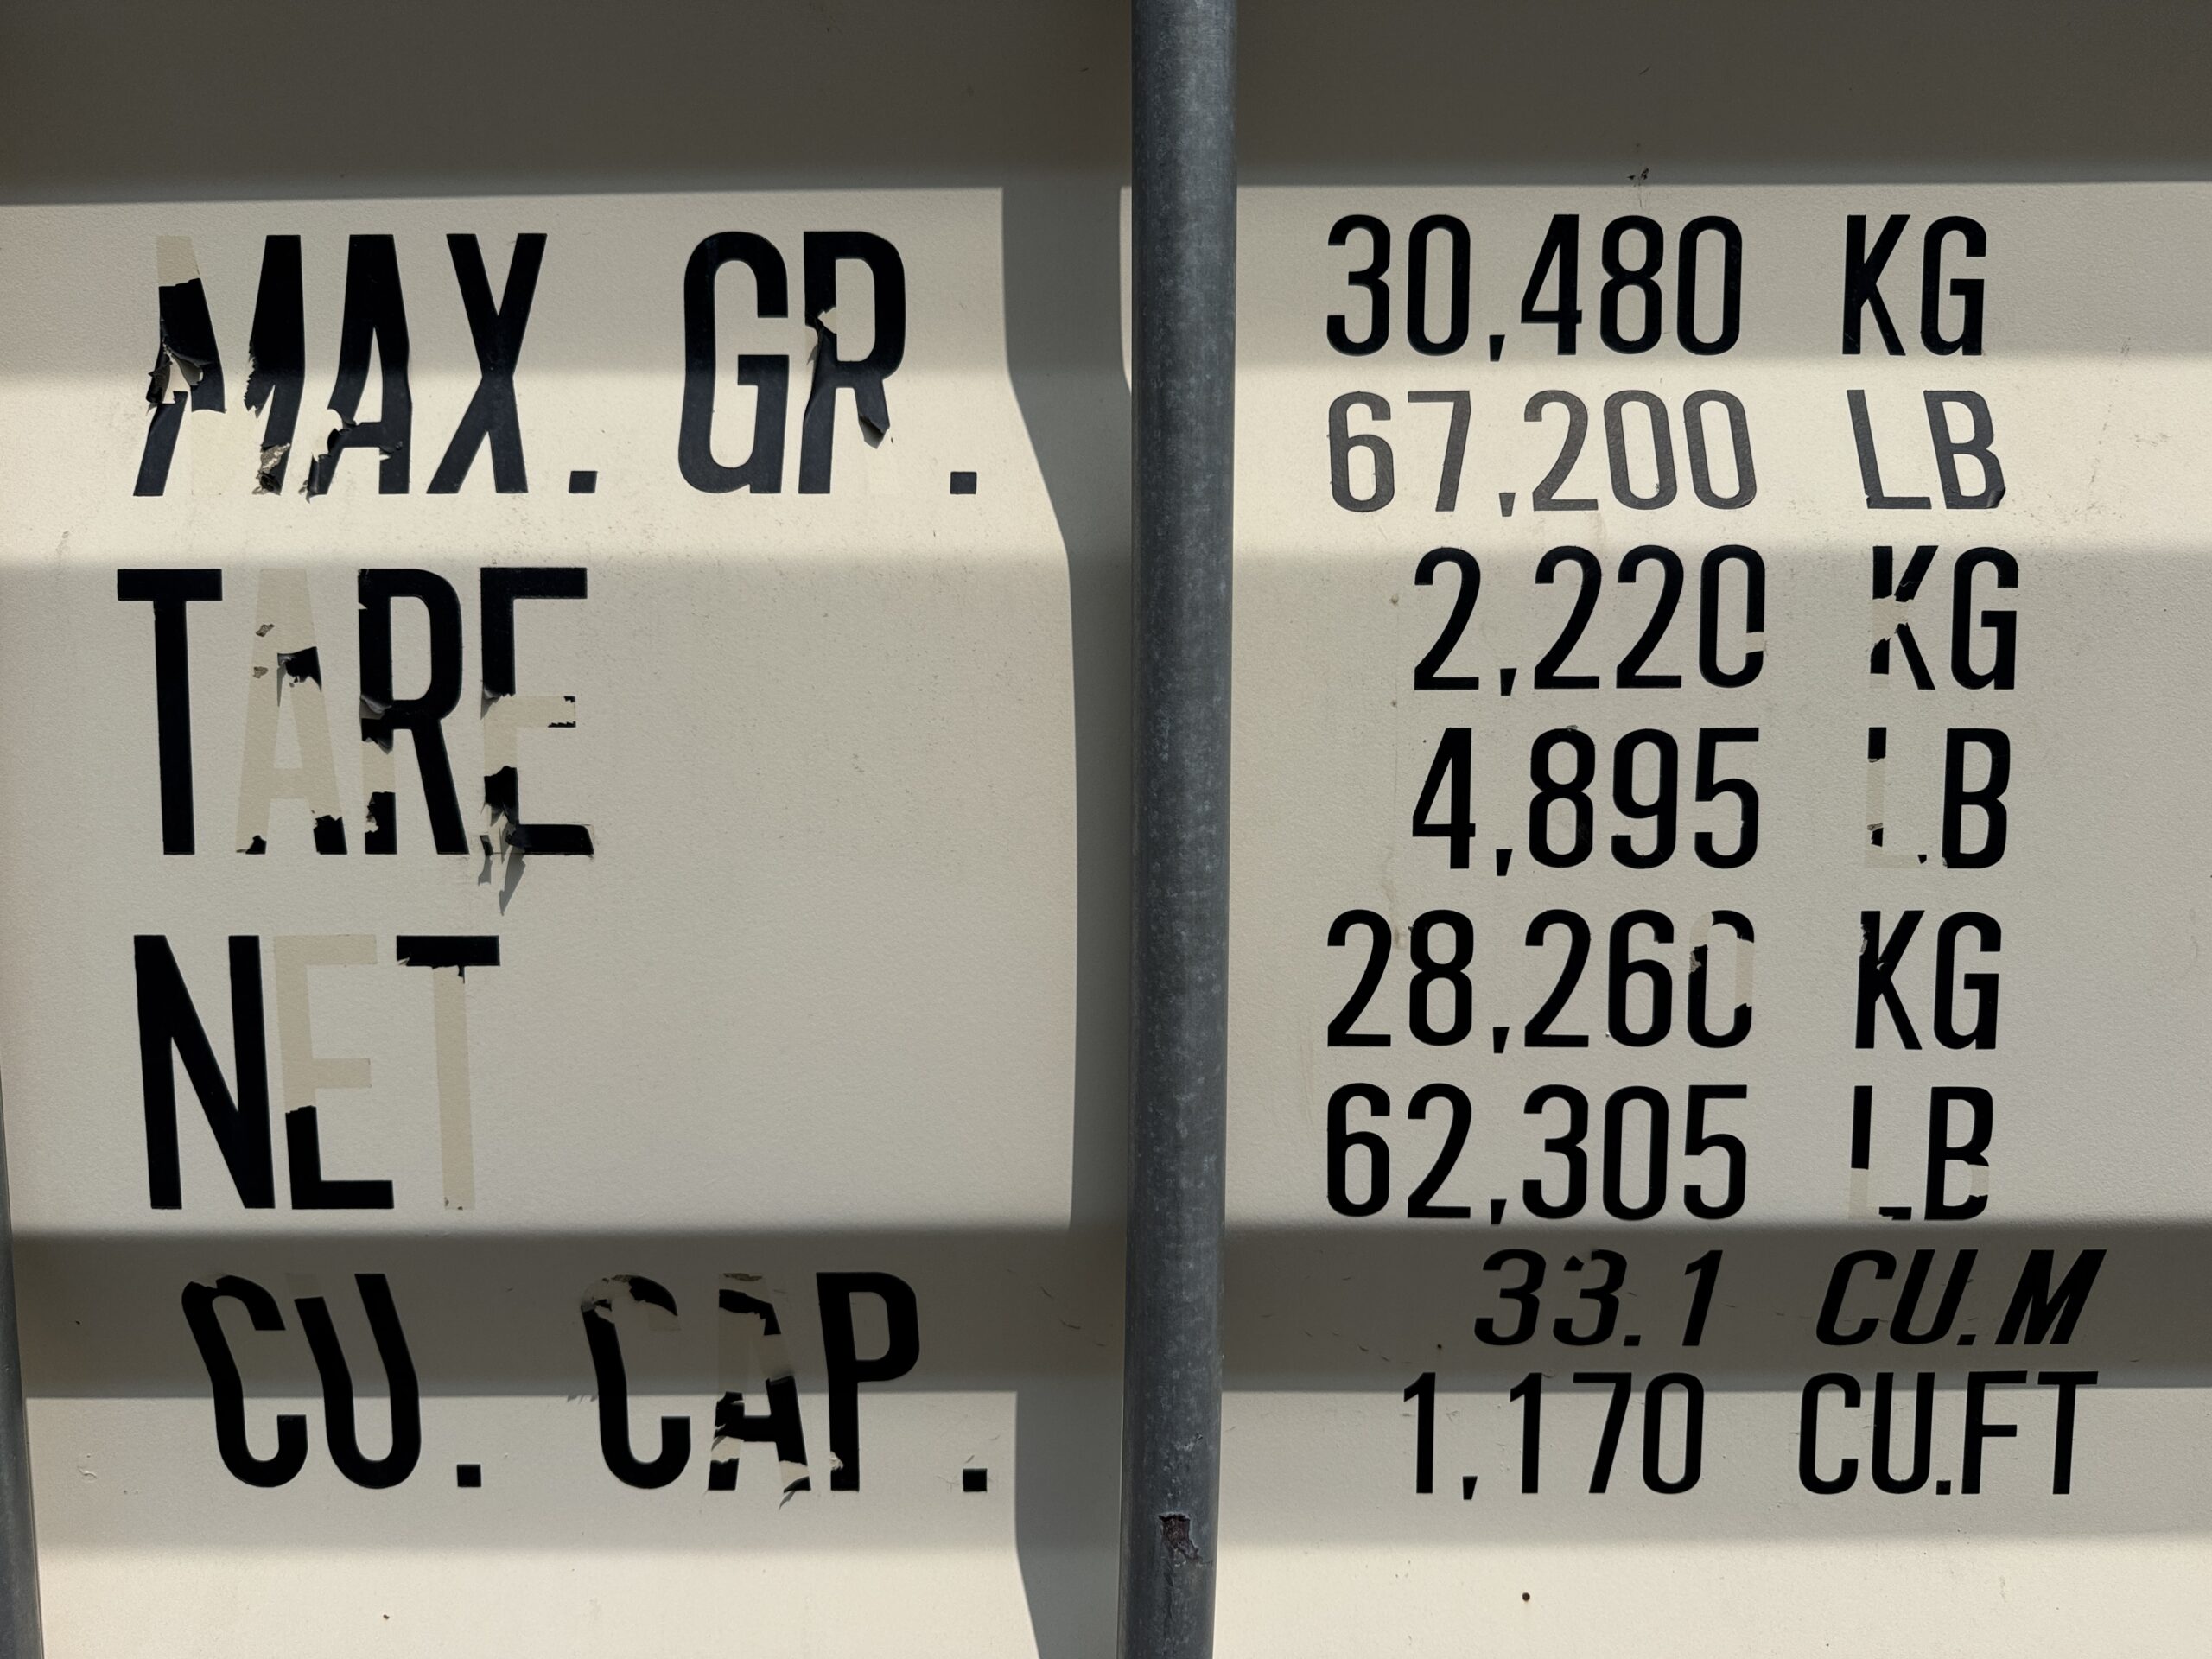 MAX. GR. 30,480 KG
67,200 LB
TARE 2,220 KG
4,895 LB
NET 28,260 KG
62,305 LB
CU. CAP. 33.1 CU.M
1,170 CU.FT